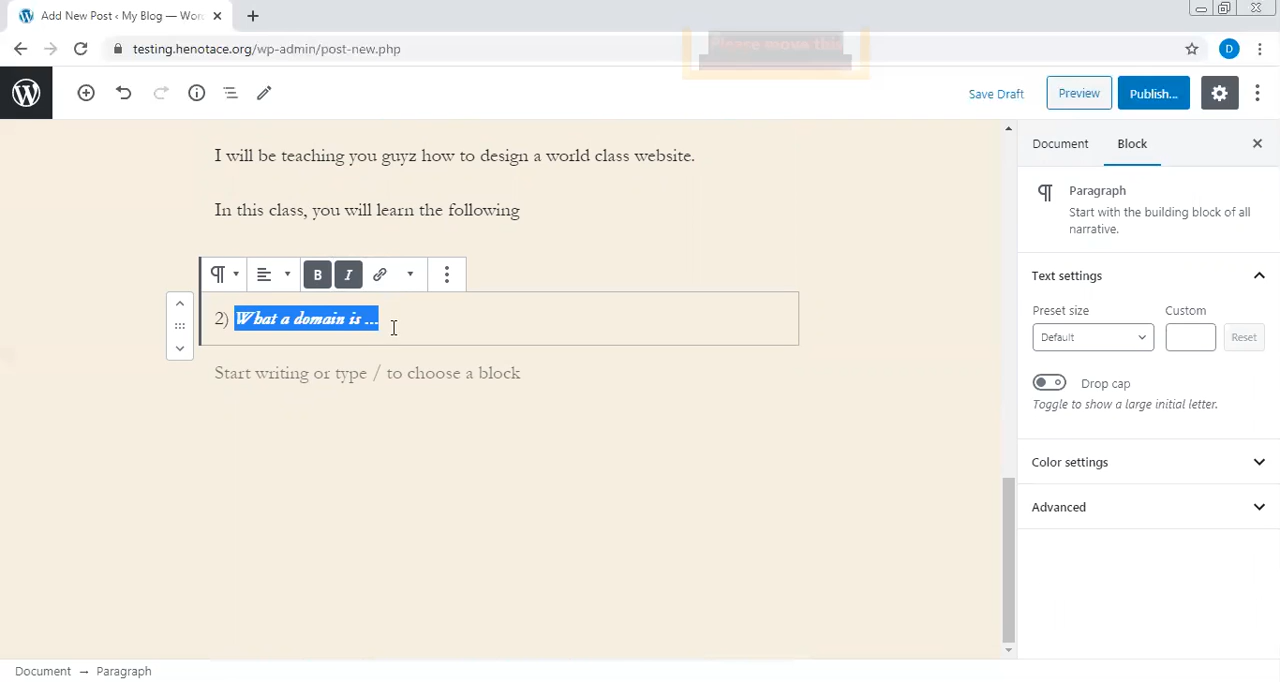 Add New Post ‹ My Blog — Wor
testing.henotace.org/wp-admin/post-new.php
Please move this
D
Save Draft
Preview
Publish...
I will be teaching you guyz how to design a world class website.
In this class, you will learn the following
B I
2) What a domain is ...
Start writing or type / to choose a block
Document
Block
Paragraph
Start with the building block of all
narrative.
Text settings
Preset size
Custom
Default
Reset
Drop cap
Toggle to show a large initial letter.
Color settings
Advanced
Document → Paragraph